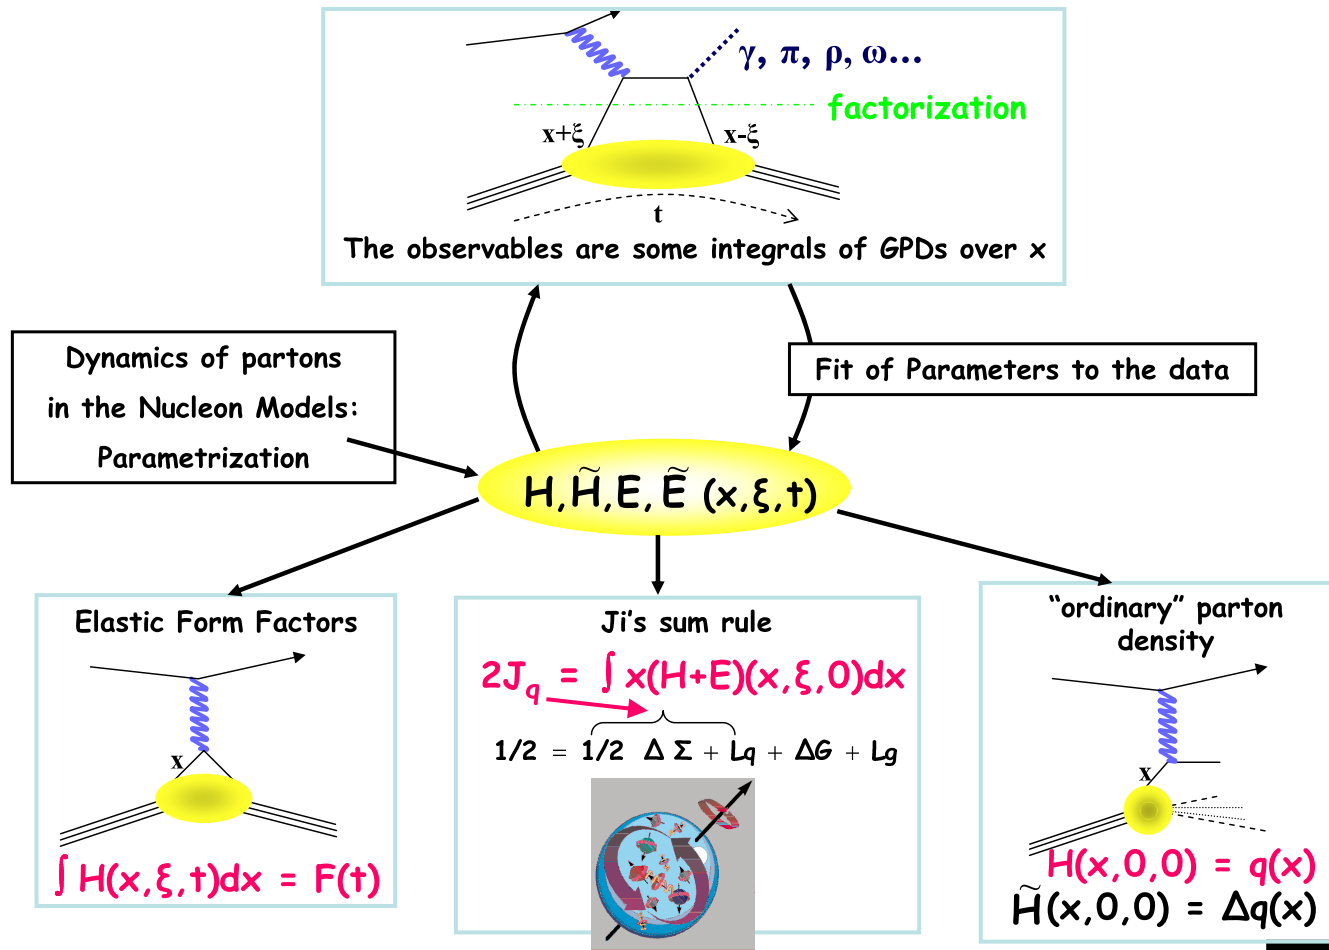 γ, π, ρ, ω...
factorization
x+ξ
x-ξ
t
The observables are some integrals of GPDs over x
Dynamics of partons
in the Nucleon Models:
Parametrization
Fit of Parameters to the data
H, H̃, E, Ẽ (x,ξ,t)
Elastic Form Factors
x
∫ H(x,ξ,t)dx = F(t)
Ji's sum rule
2J_q = ∫ x(H+E)(x,ξ,0)dx
1/2 = 1/2 Δ Σ + Lq + ΔG + Lg
“ordinary” parton
density
x
H(x,0,0) = q(x)
H̃(x,0,0) = Δq(x)